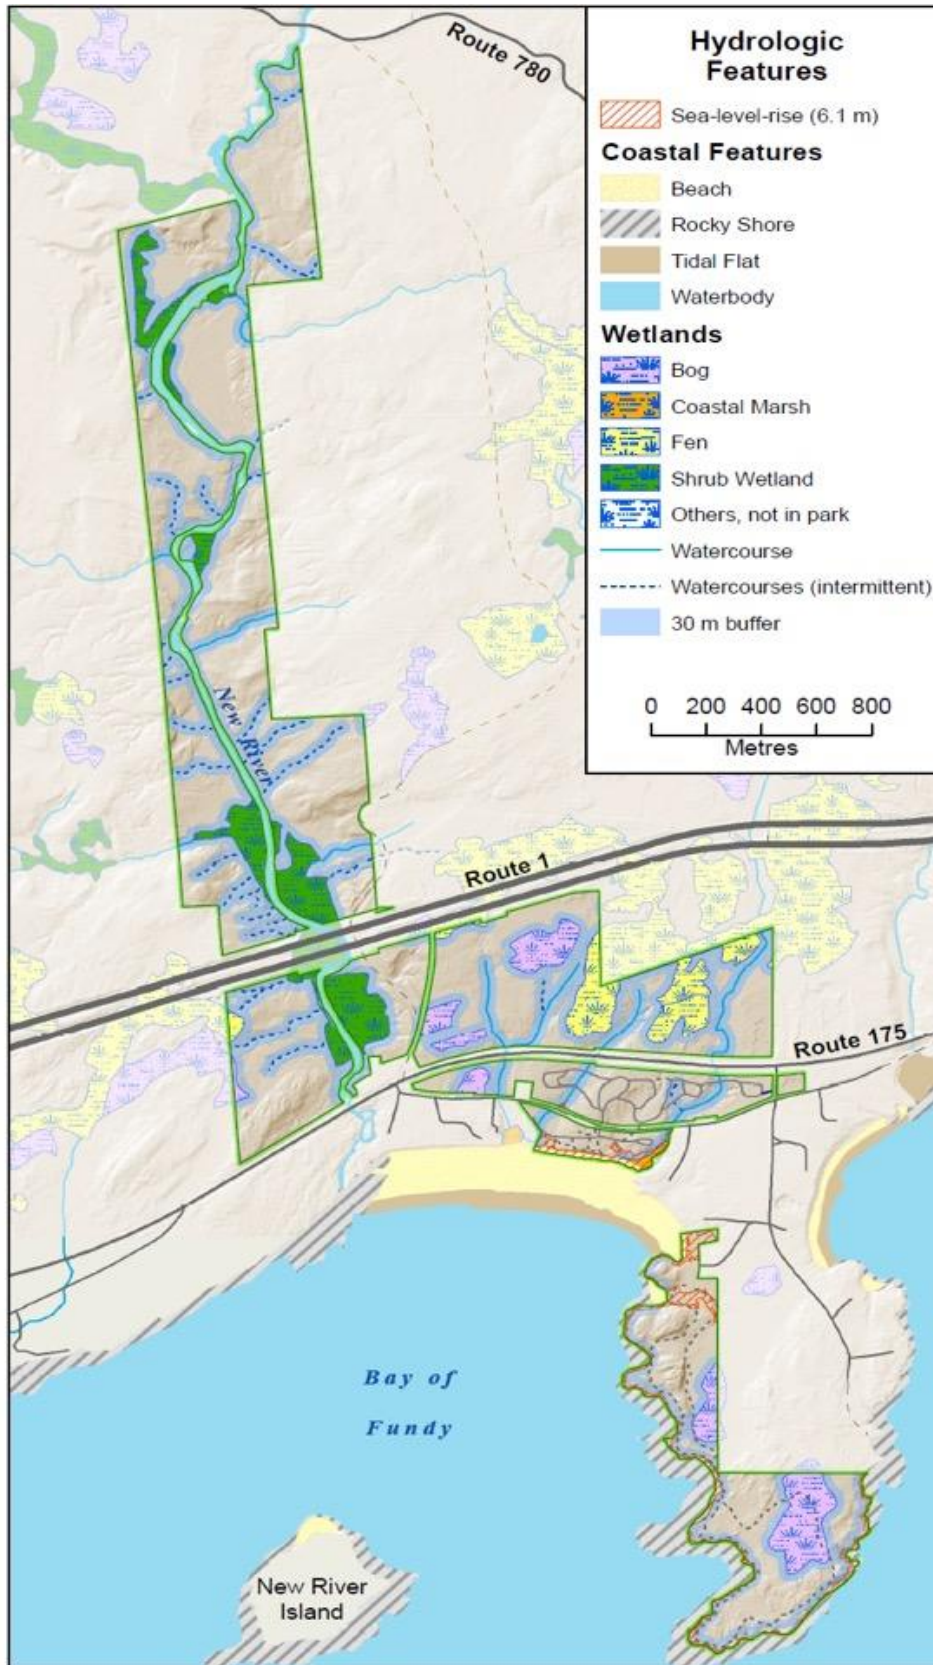 Route 780
Hydrologic
Features
Sea-level-rise (6.1 m)
Coastal Features
Beach
Rocky Shore
Tidal Flat
Waterbody
Wetlands
Bog
Coastal Marsh
Fen
Shrub Wetland
Others, not in park
Watercourse
Watercourses (intermittent)
30 m buffer
0 200 400 600 800
Metres
New River
Route 1
Route 175
Bay of
Fundy
New River
Island